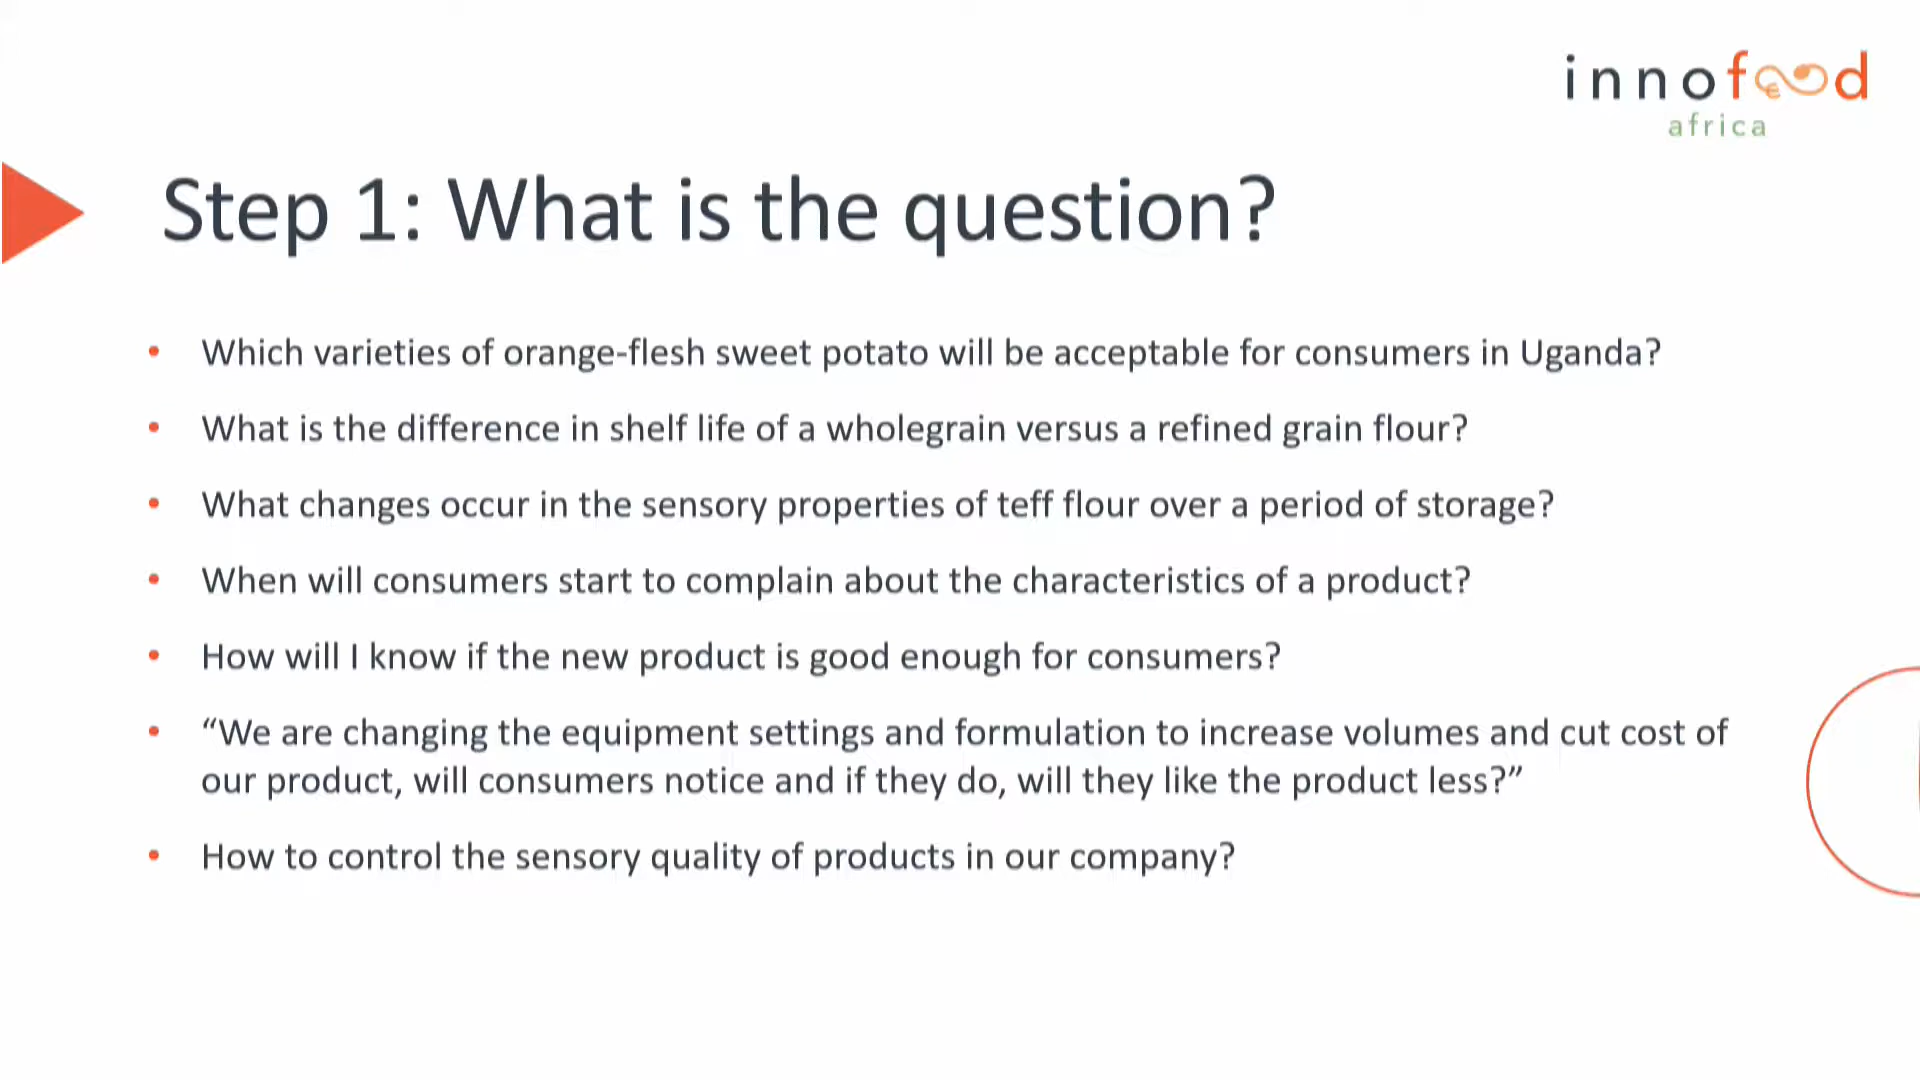 innofood
africa
Step 1: What is the question?
• Which varieties of orange-flesh sweet potato will be acceptable for consumers in Uganda?
• What is the difference in shelf life of a wholegrain versus a refined grain flour?
• What changes occur in the sensory properties of teff flour over a period of storage?
• When will consumers start to complain about the characteristics of a product?
• How will I know if the new product is good enough for consumers?
• “We are changing the equipment settings and formulation to increase volumes and cut cost of
our product, will consumers notice and if they do, will they like the product less?”
• How to control the sensory quality of products in our company?